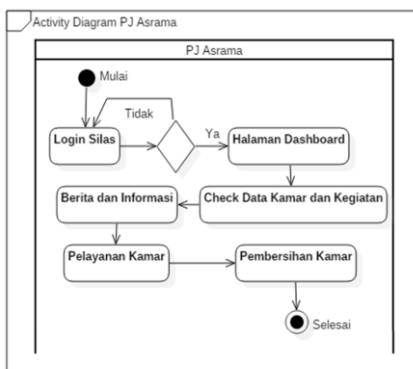 Activity Diagram PJ Asrama
PJ Asrama
Mulai
Tidak
Login Silas
Ya
Halaman Dashboard
Berita dan Informasi
Check Data Kamar dan Kegiatan
Pelayanan Kamar
Pembersihan Kamar
Selesai